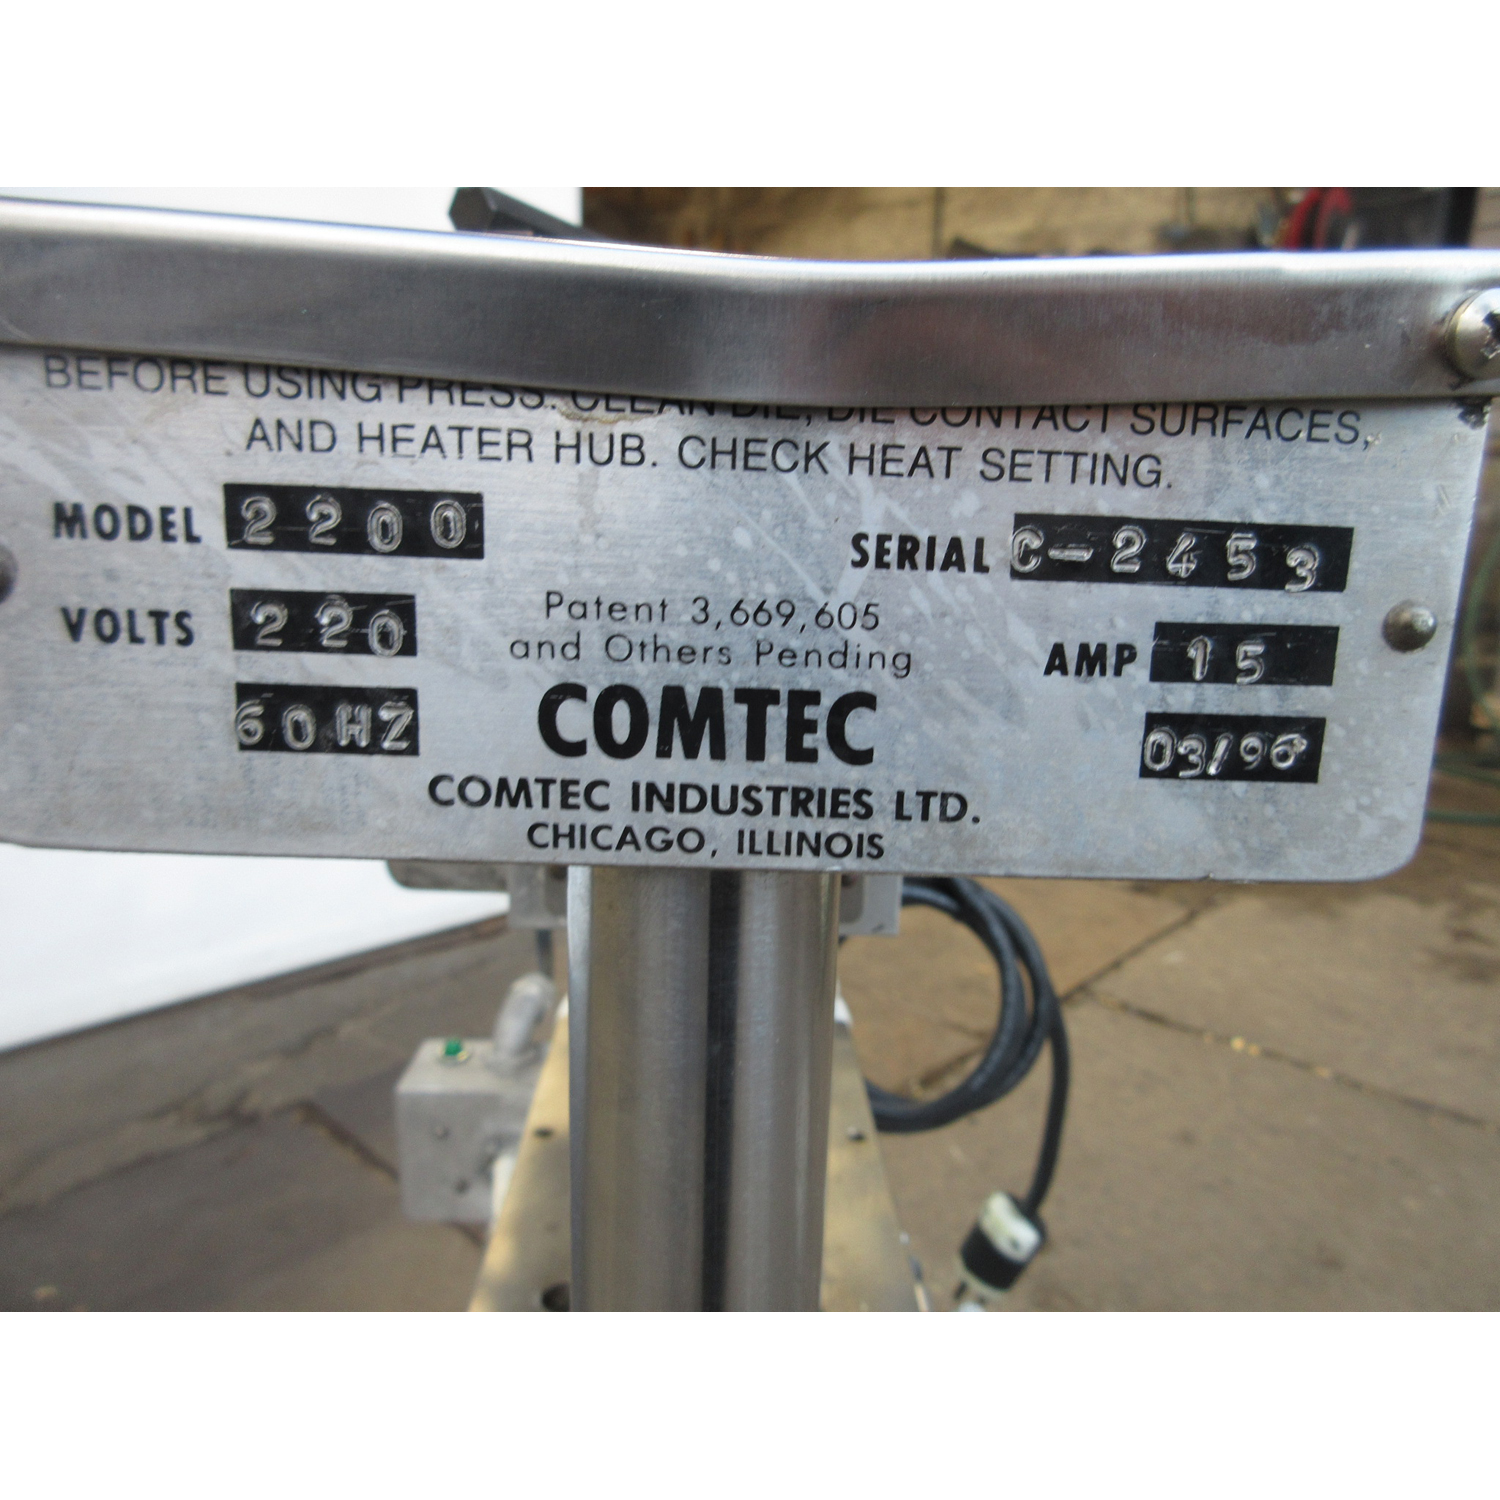 BEFORE USING PRESS. CLEAN DIE, DIE CONTACT SURFACES,
AND HEATER HUB. CHECK HEAT SETTING.
MODEL 2200
SERIAL C-2453
VOLTS 220
Patent 3,669,605
and Others Pending
AMP 15
60HZ
COMTEC
03/96
COMTEC INDUSTRIES LTD.
CHICAGO, ILLINOIS